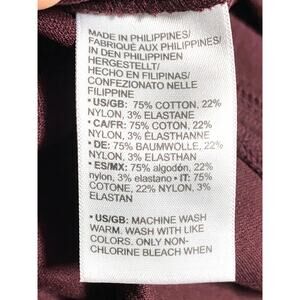 MADE IN PHILIPPINES/
FABRIQUÉ AUX PHILIPPINES/
IN DEN PHILIPPINEN
HERGESTELLT/
HECHO EN FILIPINAS/
CONFEZIONATO NELLE
FILIPPINE
• US/GB: 75% COTTON, 22%
NYLON, 3% ELASTANE
• CA/FR: 75% COTON, 22%
NYLON, 3% ÉLASTHANNE
• DE: 75% BAUMWOLLE, 22%
NYLON, 3% ELASTHAN
• ES/MX: 75% algodón, 22%
nylon, 3% elastano • IT: 75%
COTONE, 22% NYLON, 3%
ELASTAN
• US/GB: MACHINE WASH
WARM. WASH WITH LIKE
COLORS. ONLY NON-
CHLORINE BLEACH WHEN